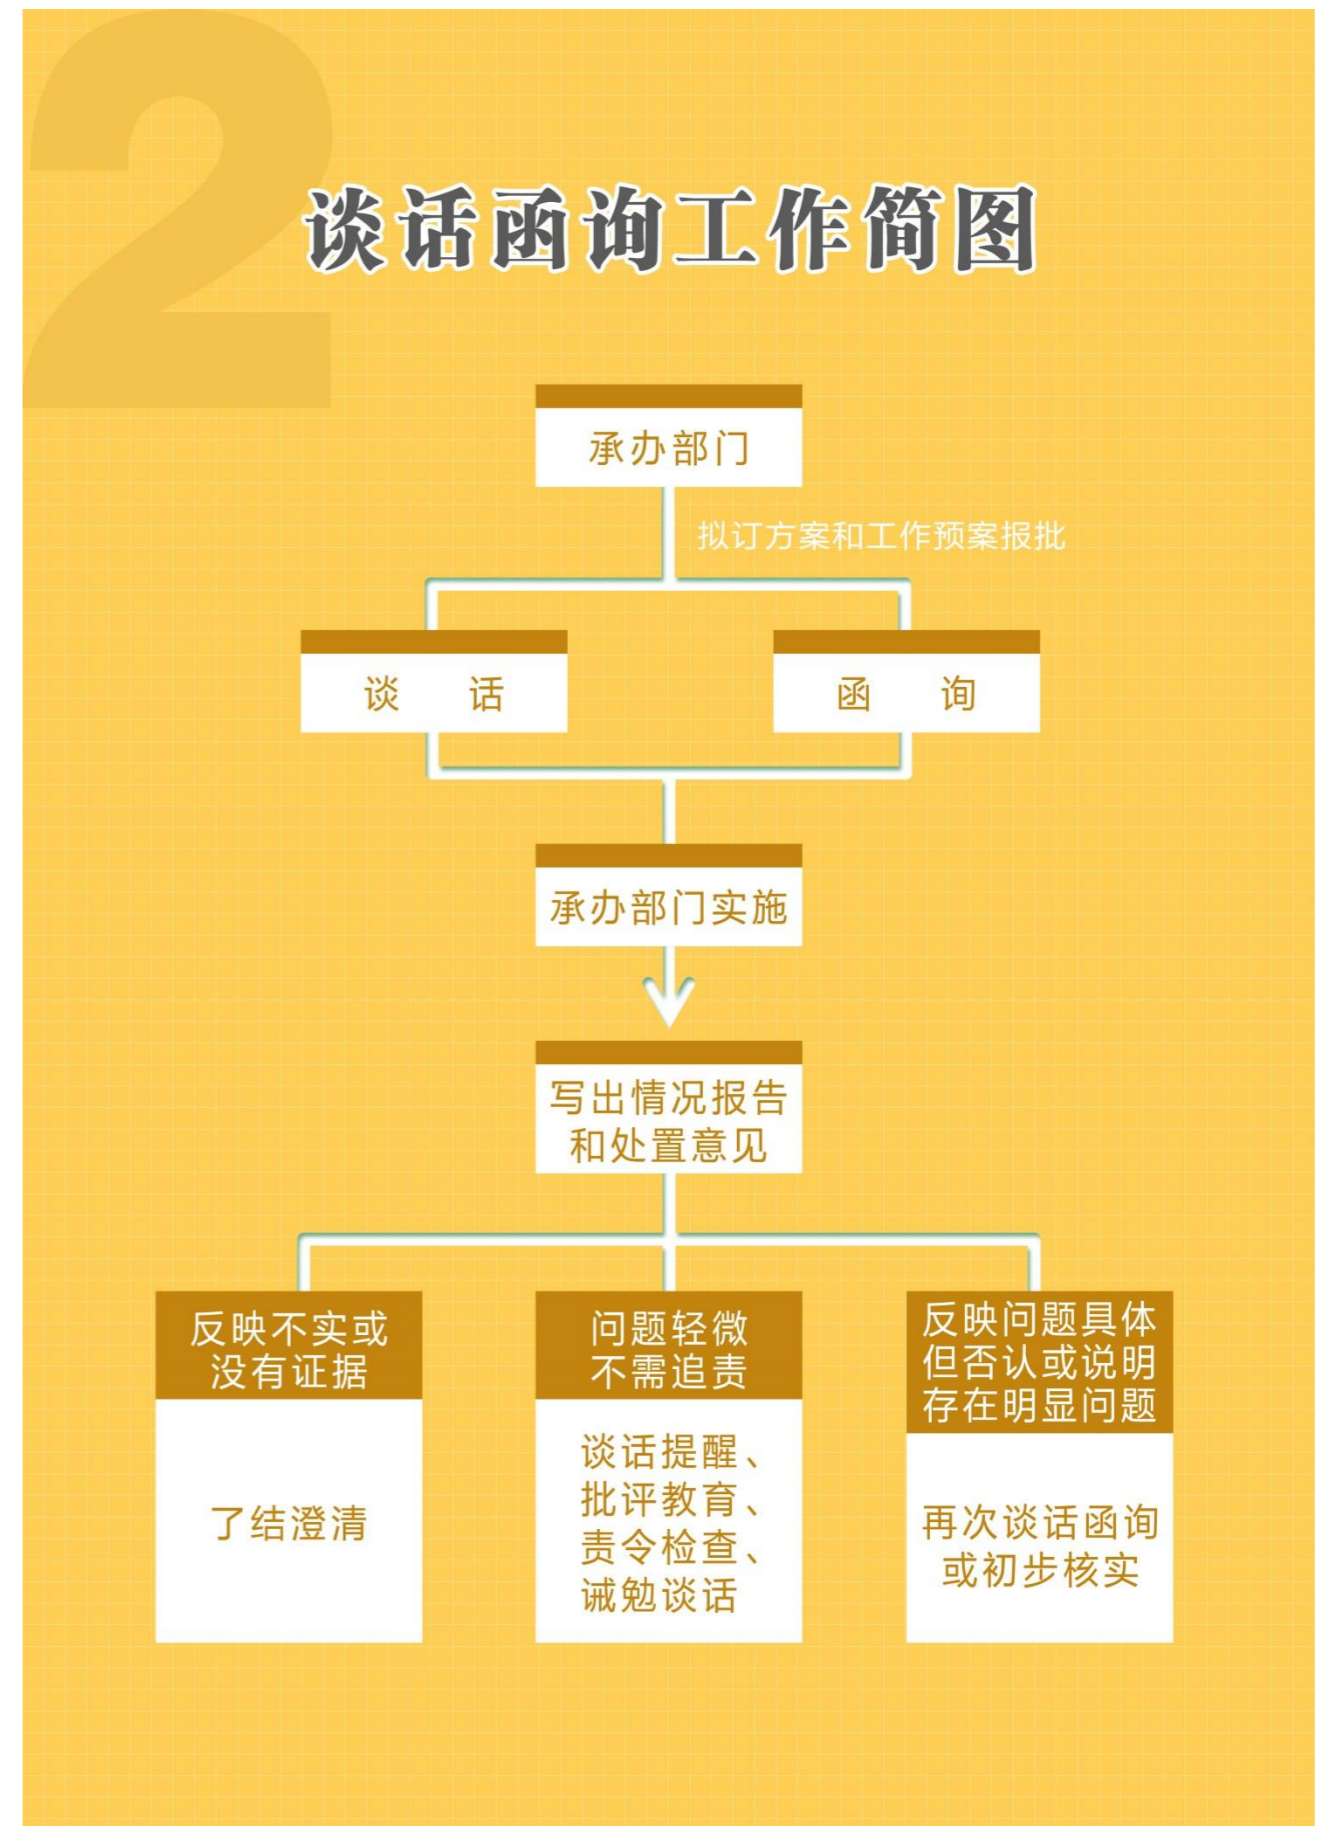 2
谈话函询工作简图
承办部门
拟订方案和工作预案报批
谈 话
函 询
承办部门实施
写出情况报告
和处置意见
反映不实或
没有证据
了结澄清
问题轻微
不需追责
谈话提醒、
批评教育、
责令检查、
诫勉谈话
反映问题具体
但否认或说明
存在明显问题
再次谈话函询
或初步核实